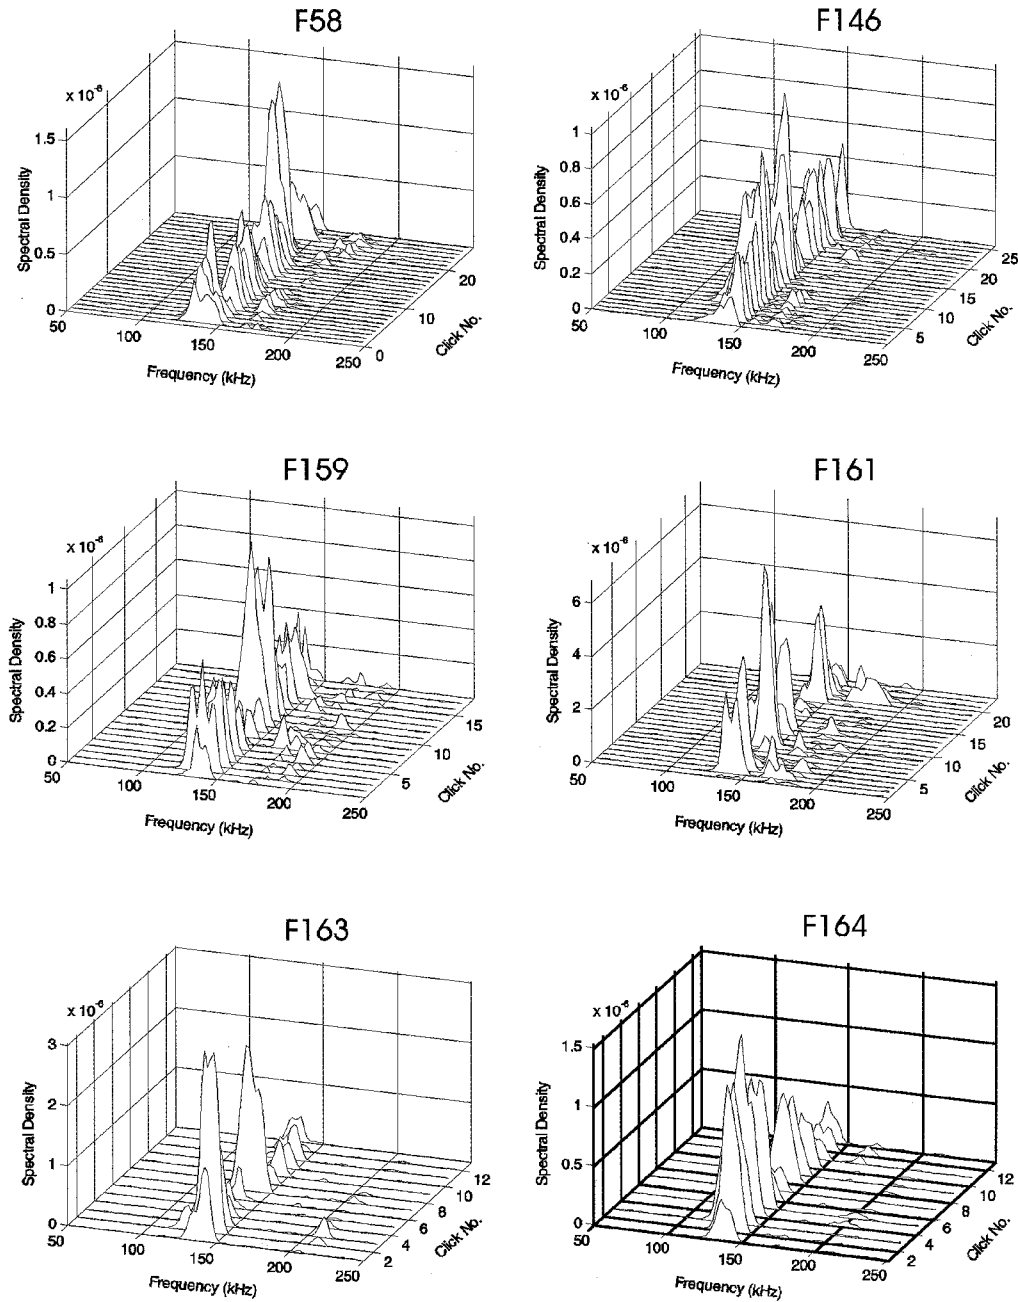 F58
x 10⁻⁶
1.5
1
0.5
0
Spectral Density
50
100
150
200
250
Frequency (kHz)
0
10
20
Click No.
F146
x 10⁻⁶
1
0.8
0.6
0.4
0.2
0
Spectral Density
50
100
150
200
250
Frequency (kHz)
5
10
15
20
25
Click No.
F159
x 10⁻⁶
1
0.8
0.6
0.4
0.2
0
Spectral Density
50
100
150
200
250
Frequency (kHz)
5
10
15
Click No.
F161
x 10⁻⁶
6
4
2
0
Spectral Density
50
100
150
200
250
Frequency (kHz)
5
10
15
20
Click No.
F163
x 10⁻⁶
3
2
1
0
Spectral Density
50
100
150
200
250
Frequency (kHz)
2
4
6
8
10
12
Click No.
F164
x 10⁻⁶
1.5
1
0.5
0
Spectral Density
50
100
150
200
250
Frequency (kHz)
2
4
6
8
10
12
Click No.